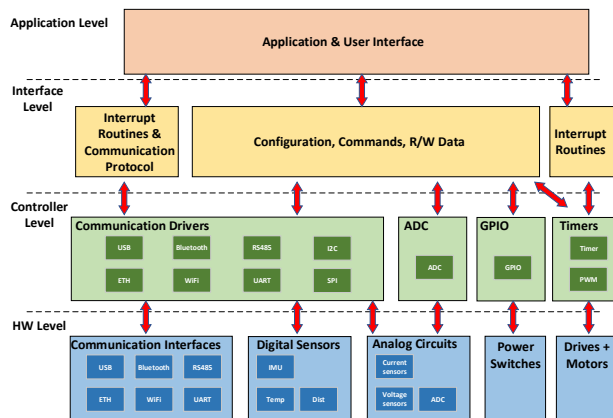 Application Level
Application & User Interface
Interface
Level
Interrupt
Routines &
Communication
Protocol
Configuration, Commands, R/W Data
Interrupt
Routines
Controller
Level
Communication Drivers
USB
Bluetooth
RS485
I2C
ETH
WiFi
UART
SPI
ADC
ADC
GPIO
GPIO
Timers
Timer
PWM
HW Level
Communication Interfaces
USB
Bluetooth
RS485
ETH
WiFi
UART
Digital Sensors
IMU
Temp
Dist
Analog Circuits
Current
sensors
Voltage
sensors
ADC
Power
Switches
Drives +
Motors